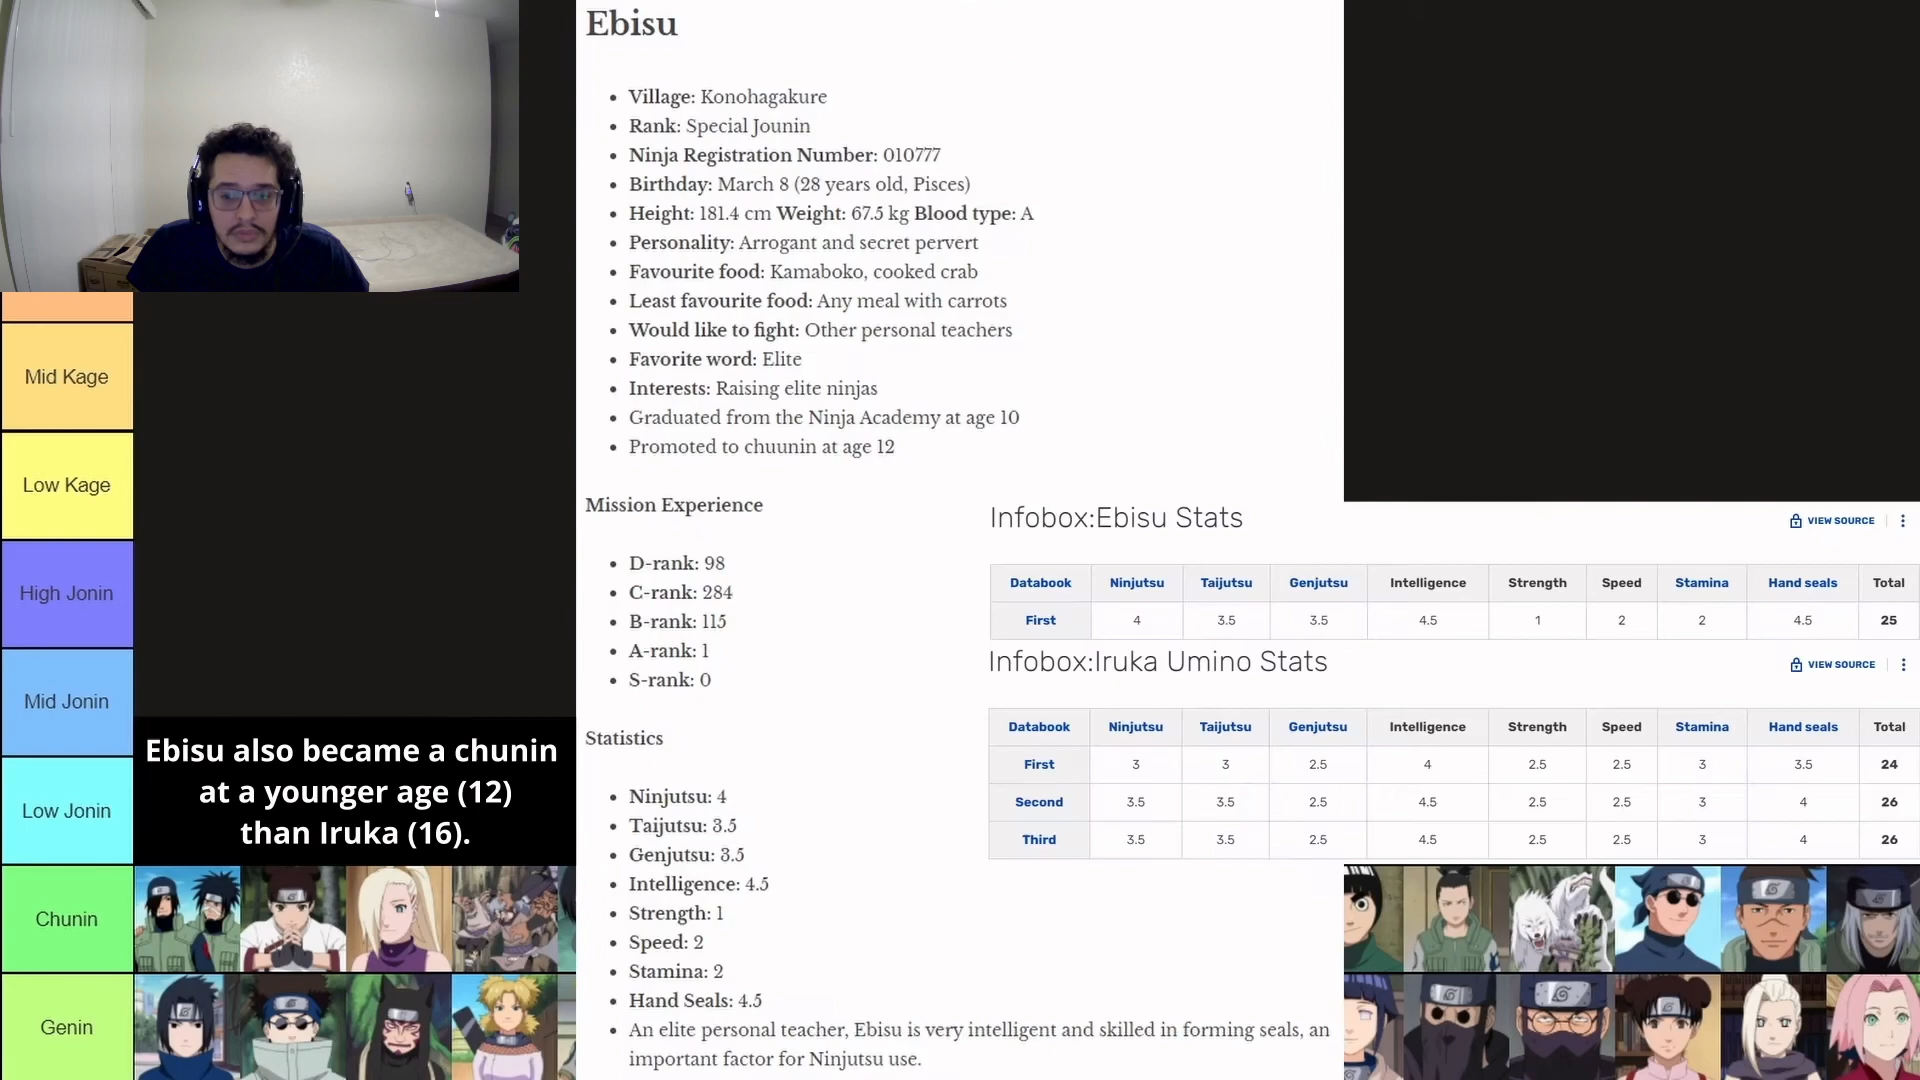 Ebisu
Village: Konohagakure
Rank: Special Jounin
Ninja Registration Number: 010777
Birthday: March 8 (28 years old, Pisces)
Height: 181.4 cm Weight: 67.5 kg Blood type: A
Personality: Arrogant and secret pervert
Favourite food: Kamaboko, cooked crab
Least favourite food: Any meal with carrots
Would like to fight: Other personal teachers
Favorite word: Elite
Interests: Raising elite ninjas
Graduated from the Ninja Academy at age 10
Promoted to chuunin at age 12
Mission Experience
D-rank: 98
C-rank: 284
B-rank: 115
A-rank: 1
S-rank: 0
Statistics
Ninjutsu: 4
Taijutsu: 3.5
Genjutsu: 3.5
Intelligence: 4.5
Strength: 1
Speed: 2
Stamina: 2
Hand Seals: 4.5
An elite personal teacher, Ebisu is very intelligent and skilled in forming seals, an
important factor for Ninjutsu use.
Infobox:Ebisu Stats
VIEW SOURCE
Databook Ninjutsu Taijutsu Genjutsu Intelligence Strength Speed Stamina Hand seals Total
First 4 3.5 3.5 4.5 1 2 2 4.5 25
Infobox:Iruka Umino Stats
VIEW SOURCE
Databook Ninjutsu Taijutsu Genjutsu Intelligence Strength Speed Stamina Hand seals Total
First 3 3 2.5 4 2.5 2.5 3 3.5 24
Second 3.5 3.5 2.5 4.5 2.5 2.5 3 4 26
Third 3.5 3.5 2.5 4.5 2.5 2.5 3 4 26
Mid Kage
Low Kage
High Jonin
Mid Jonin
Low Jonin
Chunin
Genin
Ebisu also became a chunin
at a younger age (12)
than Iruka (16).